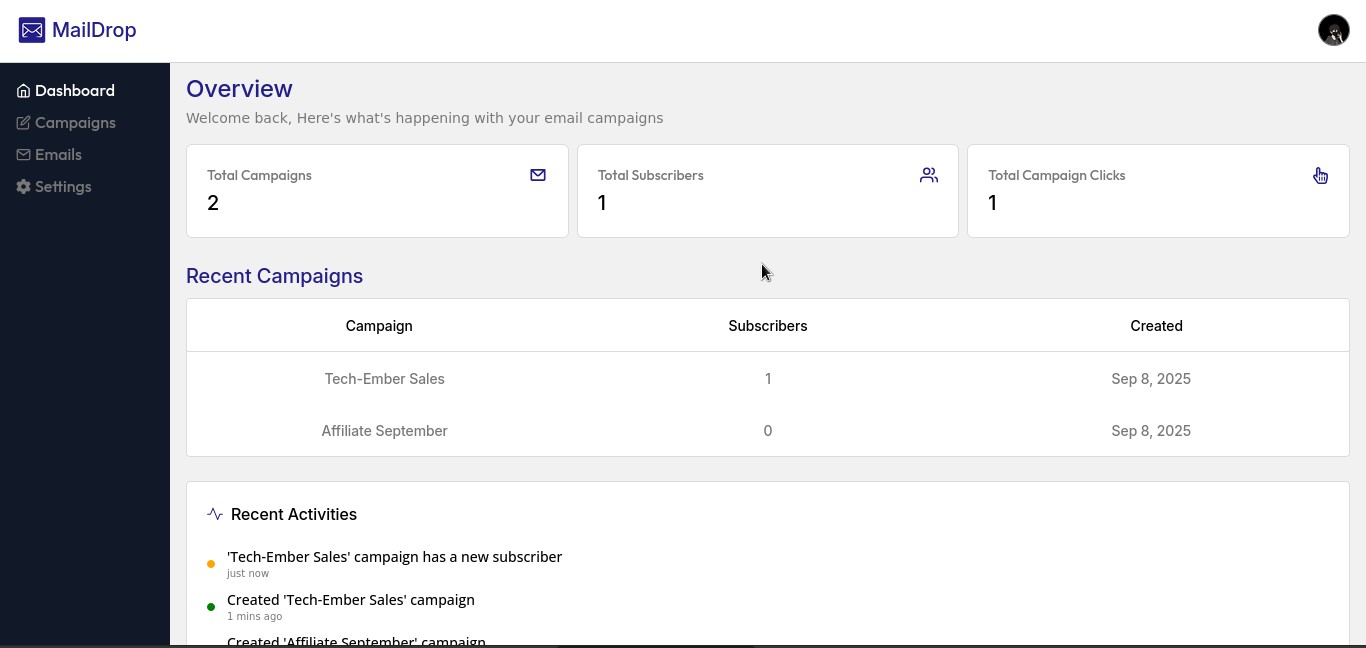 MailDrop
Dashboard
Campaigns
Emails
Settings
Overview
Welcome back, Here's what's happening with your email campaigns
Total Campaigns
2
Total Subscribers
1
Total Campaign Clicks
1
Recent Campaigns
Campaign Subscribers Created
Tech-Ember Sales 1 Sep 8, 2025
Affiliate September 0 Sep 8, 2025
Recent Activities
'Tech-Ember Sales' campaign has a new subscriber
just now
Created 'Tech-Ember Sales' campaign
1 mins ago
Created 'Affiliate September' campaign